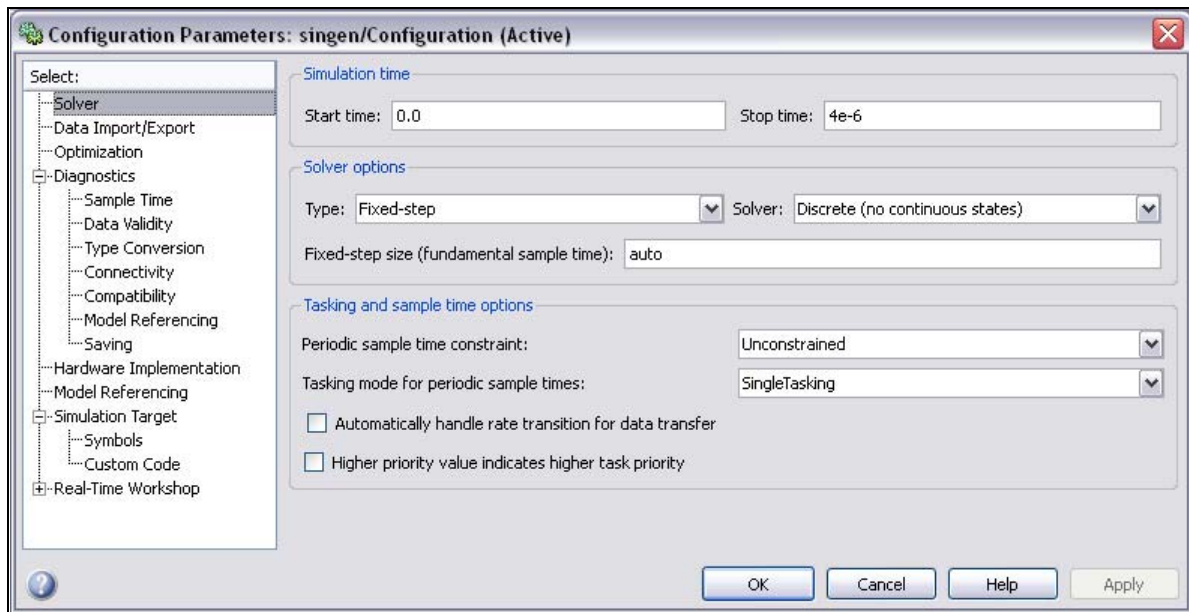 Configuration Parameters: singen/Configuration (Active)
Select:
Solver
Data Import/Export
Optimization
Diagnostics
Sample Time
Data Validity
Type Conversion
Connectivity
Compatibility
Model Referencing
Saving
Hardware Implementation
Model Referencing
Simulation Target
Symbols
Custom Code
Real-Time Workshop
Simulation time
Start time: 0.0 Stop time: 4e-6
Solver options
Type: Fixed-step Solver: Discrete (no continuous states)
Fixed-step size (fundamental sample time): auto
Tasking and sample time options
Periodic sample time constraint: Unconstrained
Tasking mode for periodic sample times: SingleTasking
Automatically handle rate transition for data transfer
Higher priority value indicates higher task priority
OK Cancel Help Apply